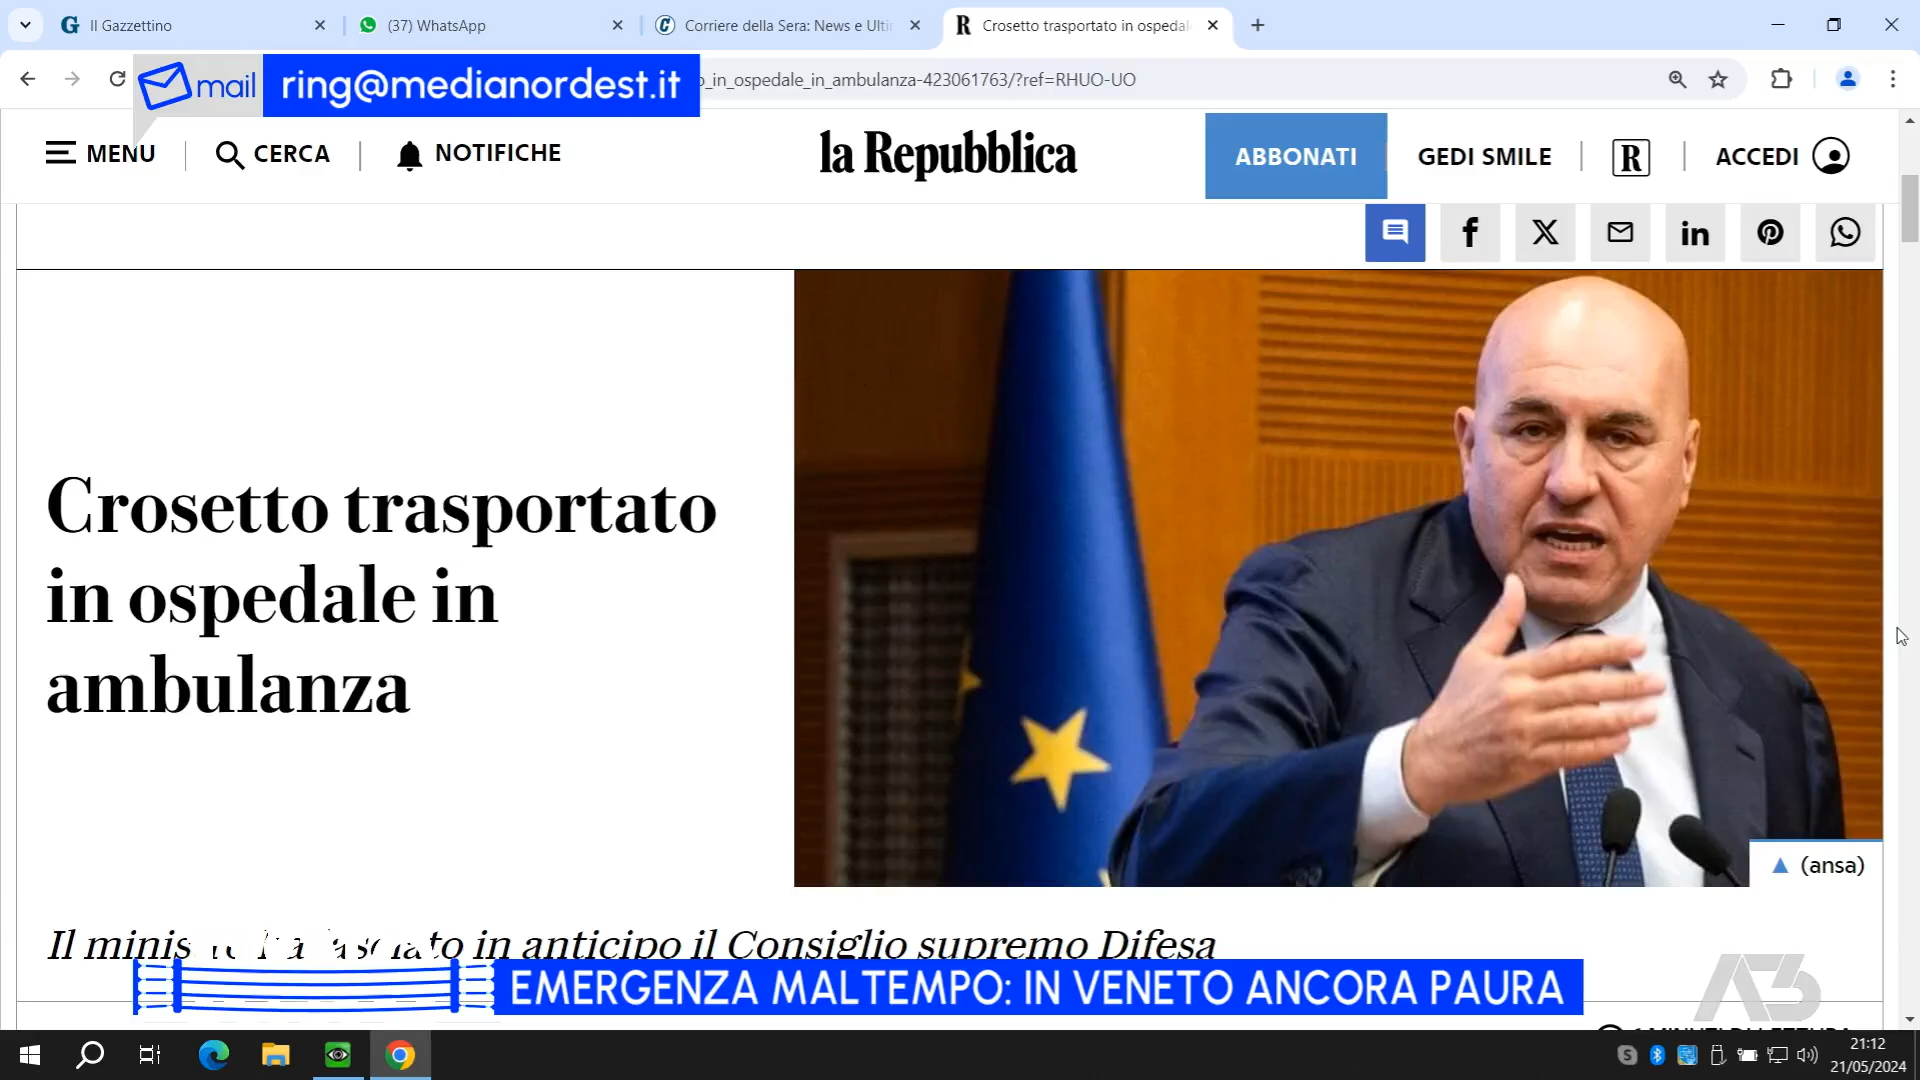 Il Gazzettino
(37) WhatsApp
Corriere della Sera: News e Ulti
Crosetto trasportato in ospedal
mail ring@medianordest.it
_in_ospedale_in_ambulanza-423061763/?ref=RHUO-UO
MENU
CERCA
NOTIFICHE
la Repubblica
ABBONATI
GEDI SMILE
R
ACCEDI
Crosetto trasportato
in ospedale in
ambulanza
(ansa)
in anticipo il Consiglio supremo Difesa
EMERGENZA MALTEMPO: IN VENETO ANCORA PAURA
A3
21:12
21/05/2024